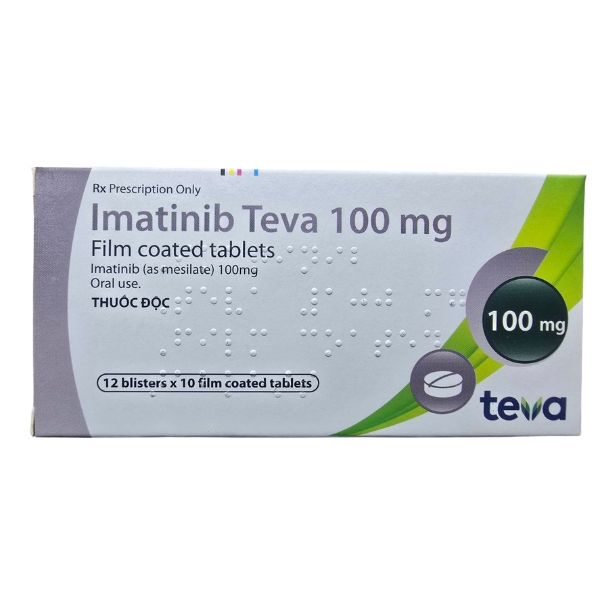 Rx Prescription Only
Imatinib Teva 100 mg
Film coated tablets
Imatinib (as mesilate) 100mg
Oral use.
THUỐC ĐỘC
100 mg
12 blisters x 10 film coated tablets
teva